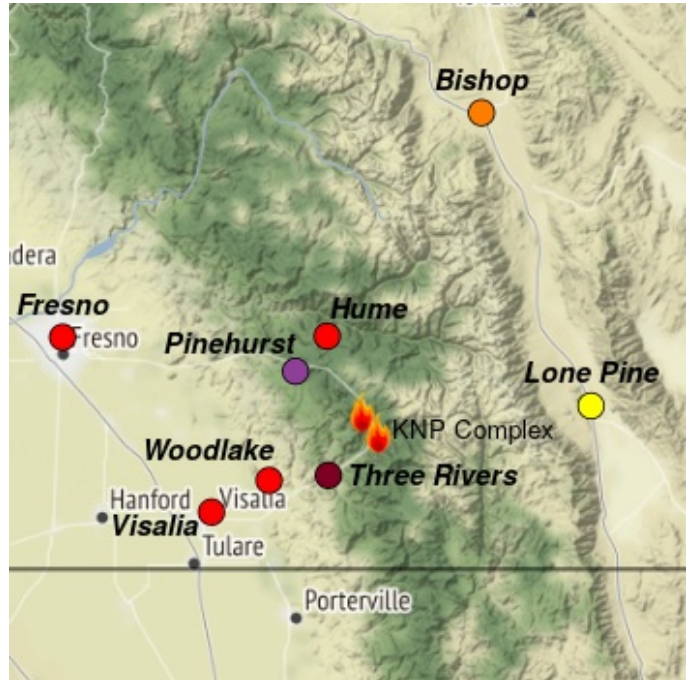 Bishop
dera
Fresno
Fresno
Hume
Pinehurst
Lone Pine
KNP Complex
Woodlake
Three Rivers
Hanford
Visalia
Visalia
Tulare
Porterville